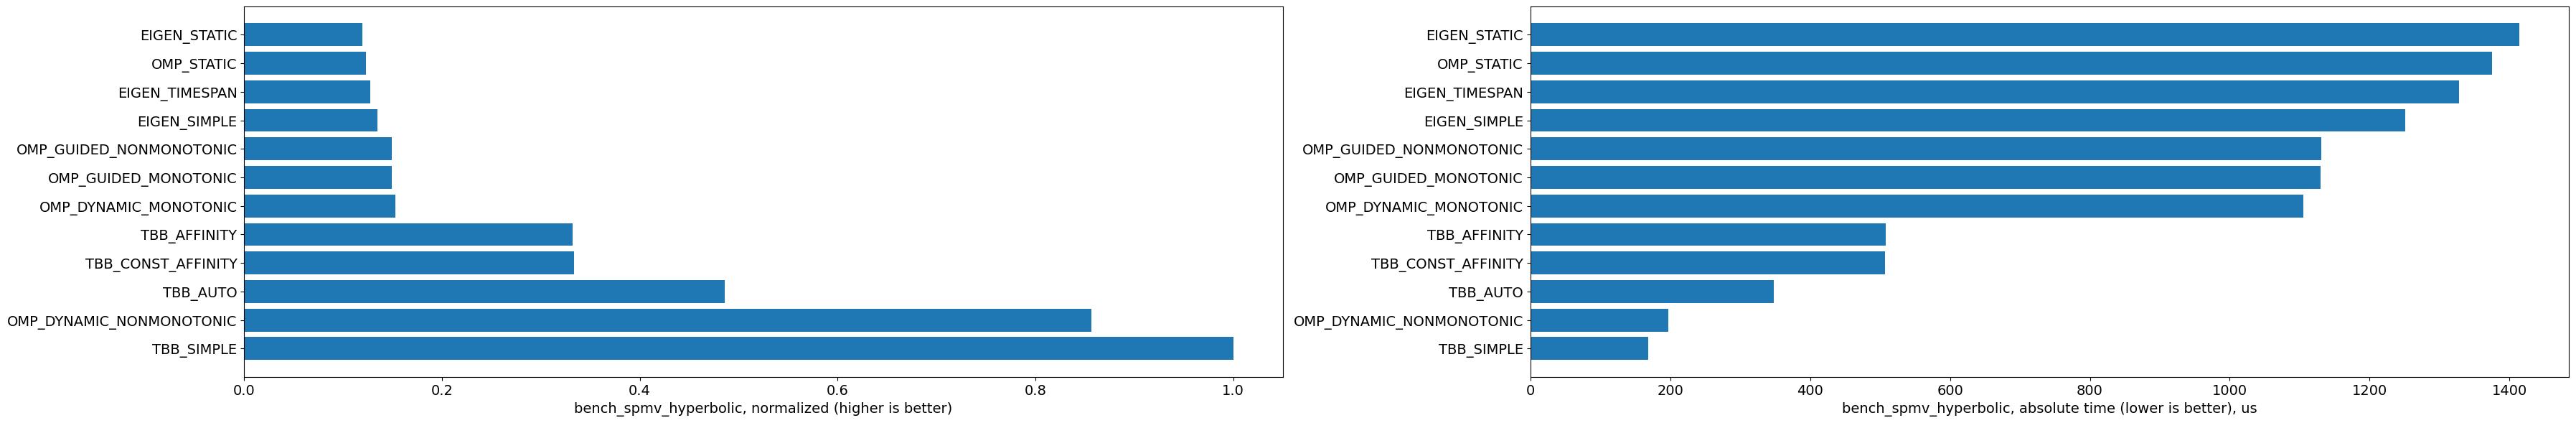 EIGEN_STATIC
OMP_STATIC
EIGEN_TIMESPAN
EIGEN_SIMPLE
OMP_GUIDED_NONMONOTONIC
OMP_GUIDED_MONOTONIC
OMP_DYNAMIC_MONOTONIC
TBB_AFFINITY
TBB_CONST_AFFINITY
TBB_AUTO
OMP_DYNAMIC_NONMONOTONIC
TBB_SIMPLE
0.0 0.2 0.4 0.6 0.8 1.0
bench_spmv_hyperbolic, normalized (higher is better)
EIGEN_STATIC
OMP_STATIC
EIGEN_TIMESPAN
EIGEN_SIMPLE
OMP_GUIDED_NONMONOTONIC
OMP_GUIDED_MONOTONIC
OMP_DYNAMIC_MONOTONIC
TBB_AFFINITY
TBB_CONST_AFFINITY
TBB_AUTO
OMP_DYNAMIC_NONMONOTONIC
TBB_SIMPLE
0 200 400 600 800 1000 1200 1400
bench_spmv_hyperbolic, absolute time (lower is better), us